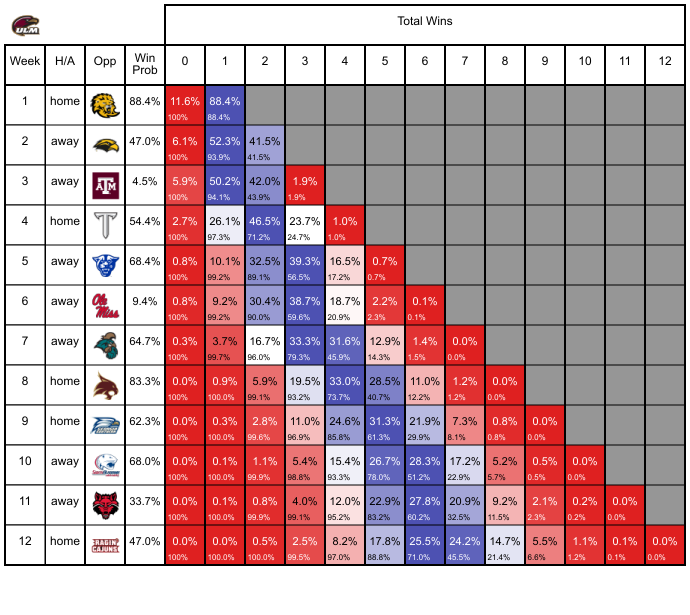 ULM
Total Wins
Week H/A Opp Win Prob 0 1 2 3 4 5 6 7 8 9 10 11 12
1 home 88.4% 11.6% 88.4%
100% 88.4%
2 away 47.0% 6.1% 52.3% 41.5%
100% 93.9% 41.5%
3 away ATM 4.5% 5.9% 50.2% 42.0% 1.9%
100% 94.1% 43.9% 1.9%
4 home T 54.4% 2.7% 26.1% 46.5% 23.7% 1.0%
100% 97.3% 71.2% 24.7% 1.0%
5 away 68.4% 0.8% 10.1% 32.5% 39.3% 16.5% 0.7%
100% 99.2% 89.1% 56.5% 17.2% 0.7%
6 away Ole Miss 9.4% 0.8% 9.2% 30.4% 38.7% 18.7% 2.2% 0.1%
100% 99.2% 90.0% 59.6% 20.9% 2.3% 0.1%
7 away 64.7% 0.3% 3.7% 16.7% 33.3% 31.6% 12.9% 1.4% 0.0%
100% 99.7% 96.0% 79.3% 45.9% 14.3% 1.5% 0.0%
8 home 83.3% 0.0% 0.9% 5.9% 19.5% 33.0% 28.5% 11.0% 1.2% 0.0%
100% 100.0% 99.1% 93.2% 73.7% 40.7% 12.2% 1.2% 0.0%
9 home 62.3% 0.0% 0.3% 2.8% 11.0% 24.6% 31.3% 21.9% 7.3% 0.8% 0.0%
100% 100.0% 99.6% 96.9% 85.8% 61.3% 29.9% 8.1% 0.8% 0.0%
10 away 68.0% 0.0% 0.1% 1.1% 5.4% 15.4% 26.7% 28.3% 17.2% 5.2% 0.5% 0.0%
100% 100.0% 99.9% 98.8% 93.3% 78.0% 51.2% 22.9% 5.7% 0.5% 0.0%
11 away 33.7% 0.0% 0.1% 0.8% 4.0% 12.0% 22.9% 27.8% 20.9% 9.2% 2.1% 0.2% 0.0%
100% 100.0% 99.9% 99.1% 95.2% 83.2% 60.2% 32.5% 11.5% 2.3% 0.2% 0.0%
12 home RAGIN CAJUNS 47.0% 0.0% 0.0% 0.5% 2.5% 8.2% 17.8% 25.5% 24.2% 14.7% 5.5% 1.1% 0.1% 0.0%
100% 100.0% 100.0% 99.5% 97.0% 88.8% 71.0% 45.5% 21.4% 6.6% 1.2% 0.1% 0.0%